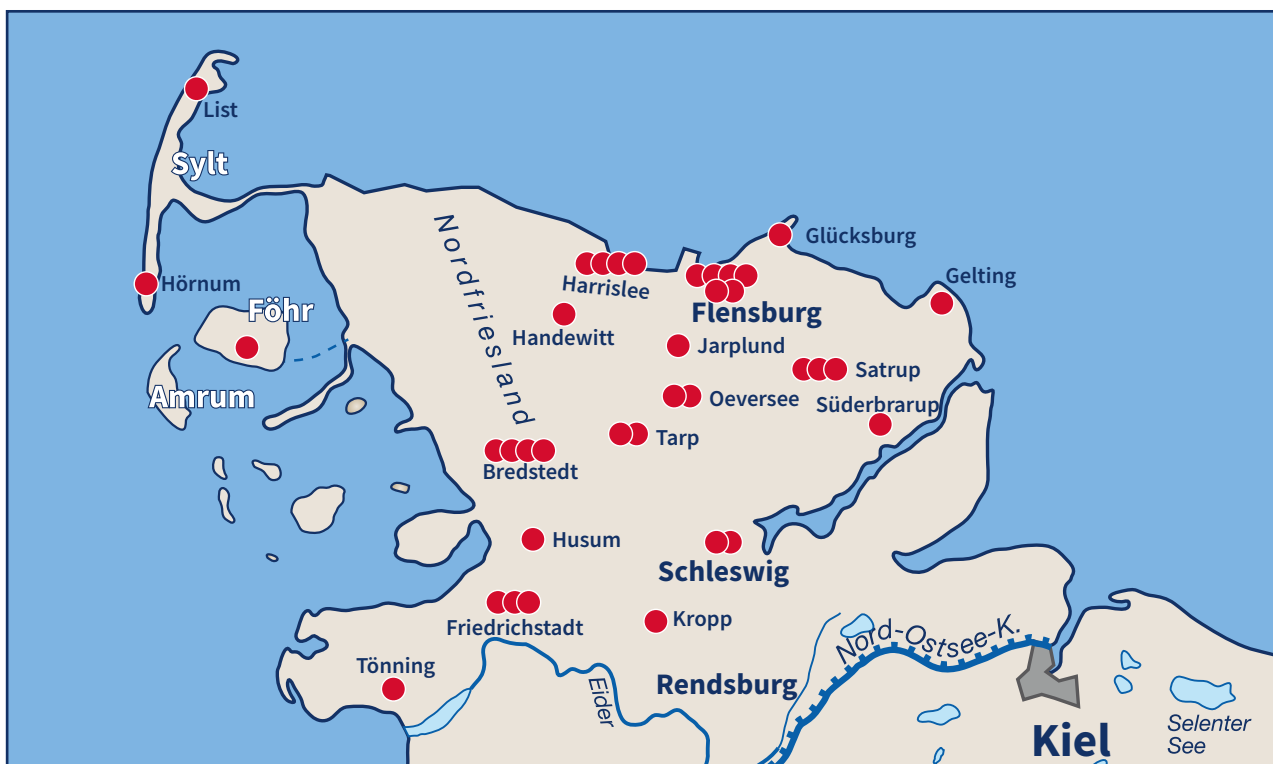 List
Sylt
Glücksburg
Nordfriesland
Hörnum
Harrislee
Gelting
Föhr
Flensburg
Handewitt
Jarplund
Satrup
Amrum
Oeversee
Süderbrarup
Tarp
Bredstedt
Husum
Schleswig
Friedrichstadt
Kropp
Nord-Ostsee-K.
Tönning
Eider
Rendsburg
Kiel
Selenter
See